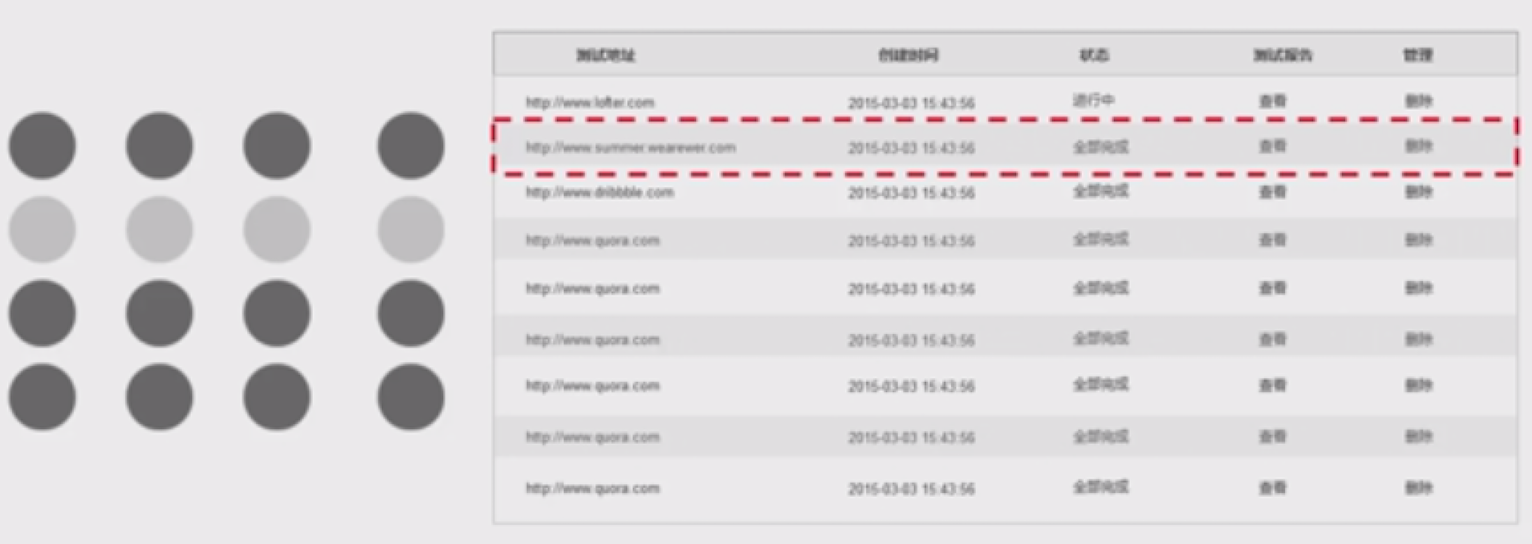 测试地址 创建时间 状态 测试报告 管理
http://www.lofter.com 2015-03-03 15:43:56 进行中 查看 删除
http://www.summer.wearewer.com 2015-03-03 15:43:56 全部完成 查看 删除
http://www.dribbble.com 2015-03-03 15:43:56 全部完成 查看 删除
http://www.quora.com 2015-03-03 15:43:56 全部完成 查看 删除
http://www.quora.com 2015-03-03 15:43:56 全部完成 查看 删除
http://www.quora.com 2015-03-03 15:43:56 全部完成 查看 删除
http://www.quora.com 2015-03-03 15:43:56 全部完成 查看 删除
http://www.quora.com 2015-03-03 15:43:56 全部完成 查看 删除
http://www.quora.com 2015-03-03 15:43:56 全部完成 查看 删除